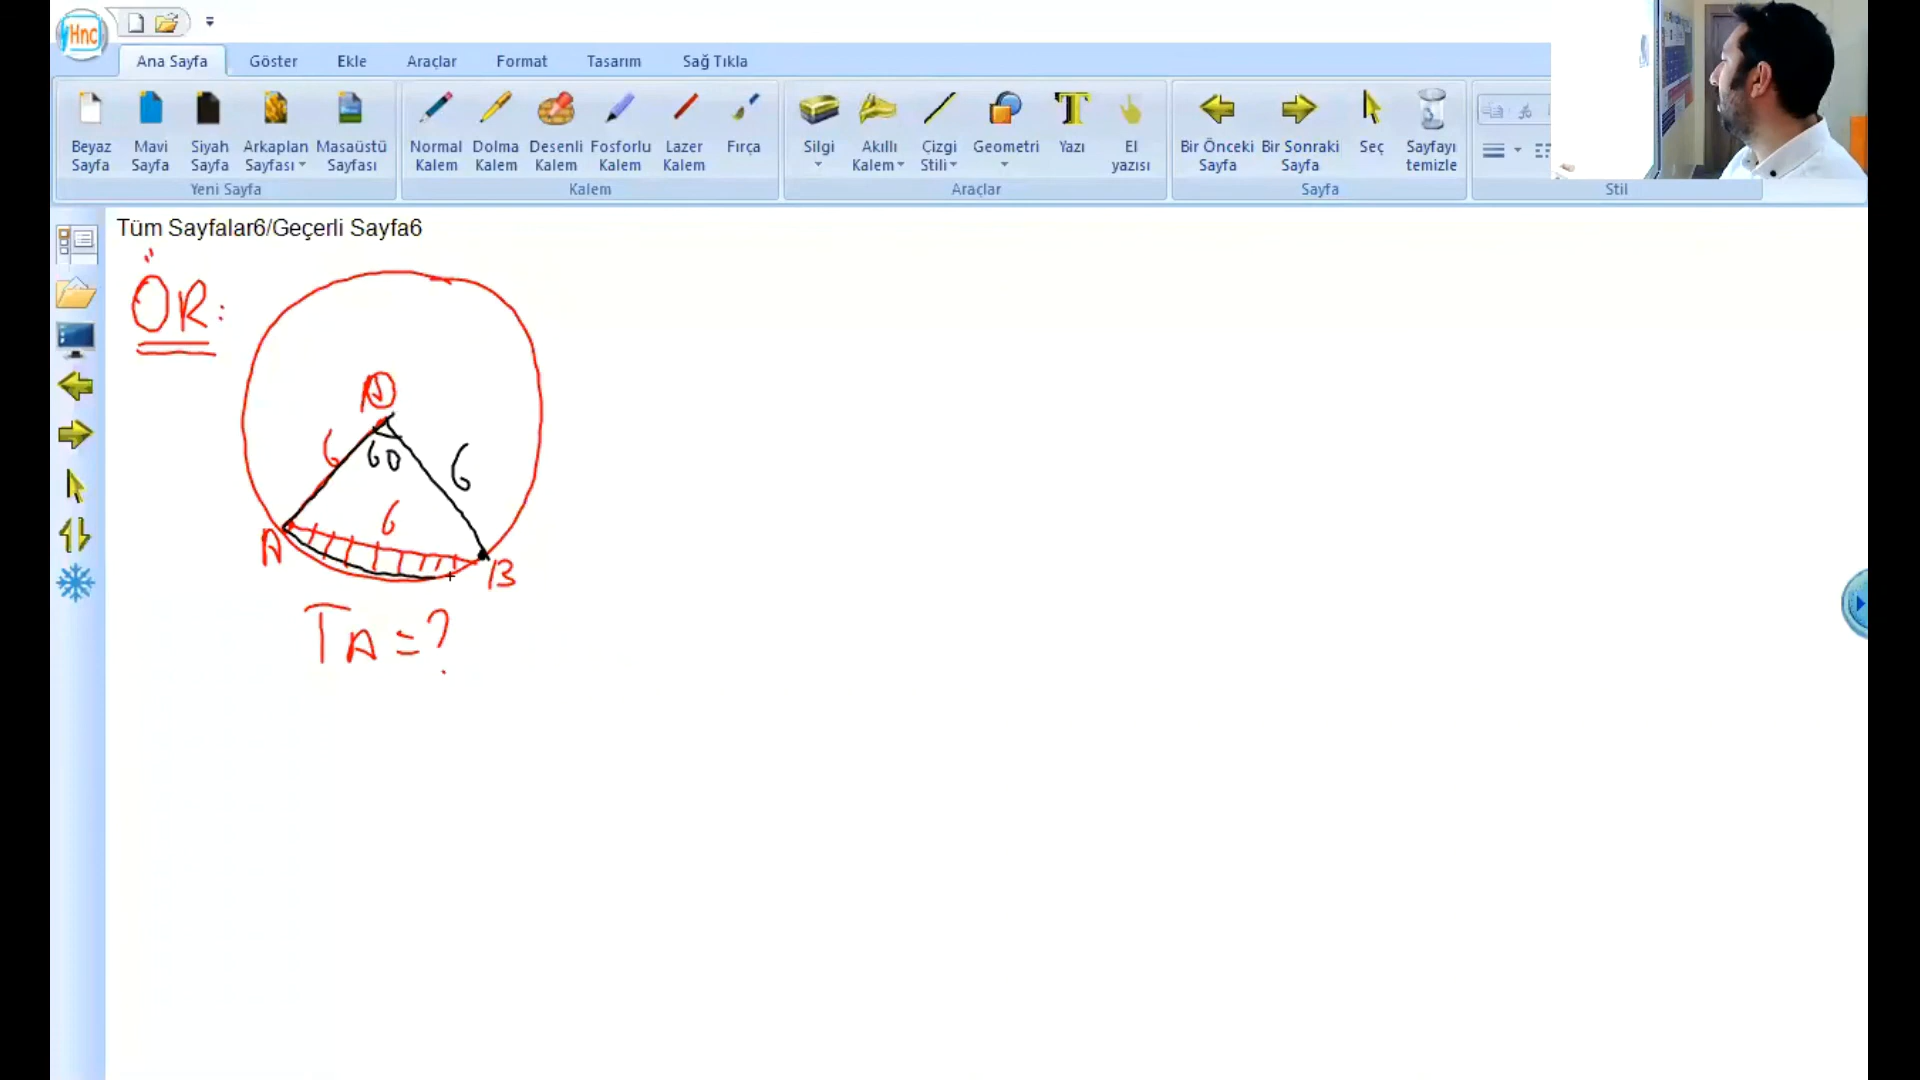 Hnc
Ana Sayfa Göster Ekle Araçlar Format Tasarım Sağ Tıkla
Beyaz Sayfa Mavi Sayfa Siyah Sayfa Arkaplan Sayfası Masaüstü Sayfası Normal Kalem Dolma Kalem Desenli Kalem Fosforlu Kalem Lazer Kalem Fırça Silgi Akıllı Kalem Çizgi Stili Geometri Yazı El yazısı Bir Önceki Sayfa Bir Sonraki Sayfa Seç Sayfayı temizle
Yeni Sayfa Kalem Araçlar Sayfa Stil
Tüm Sayfalar6/Geçerli Sayfa6
ÖR:
6 60 6
6
A B
TA = ?